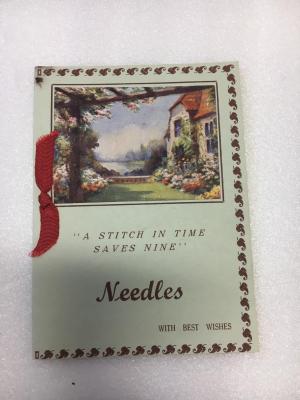 "A STITCH IN TIME
SAVES NINE"
Needles
WITH BEST WISHES